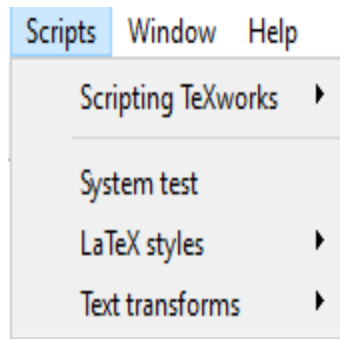 Scripts Window Help
Scripting TeXworks
System test
LaTeX styles
Text transforms